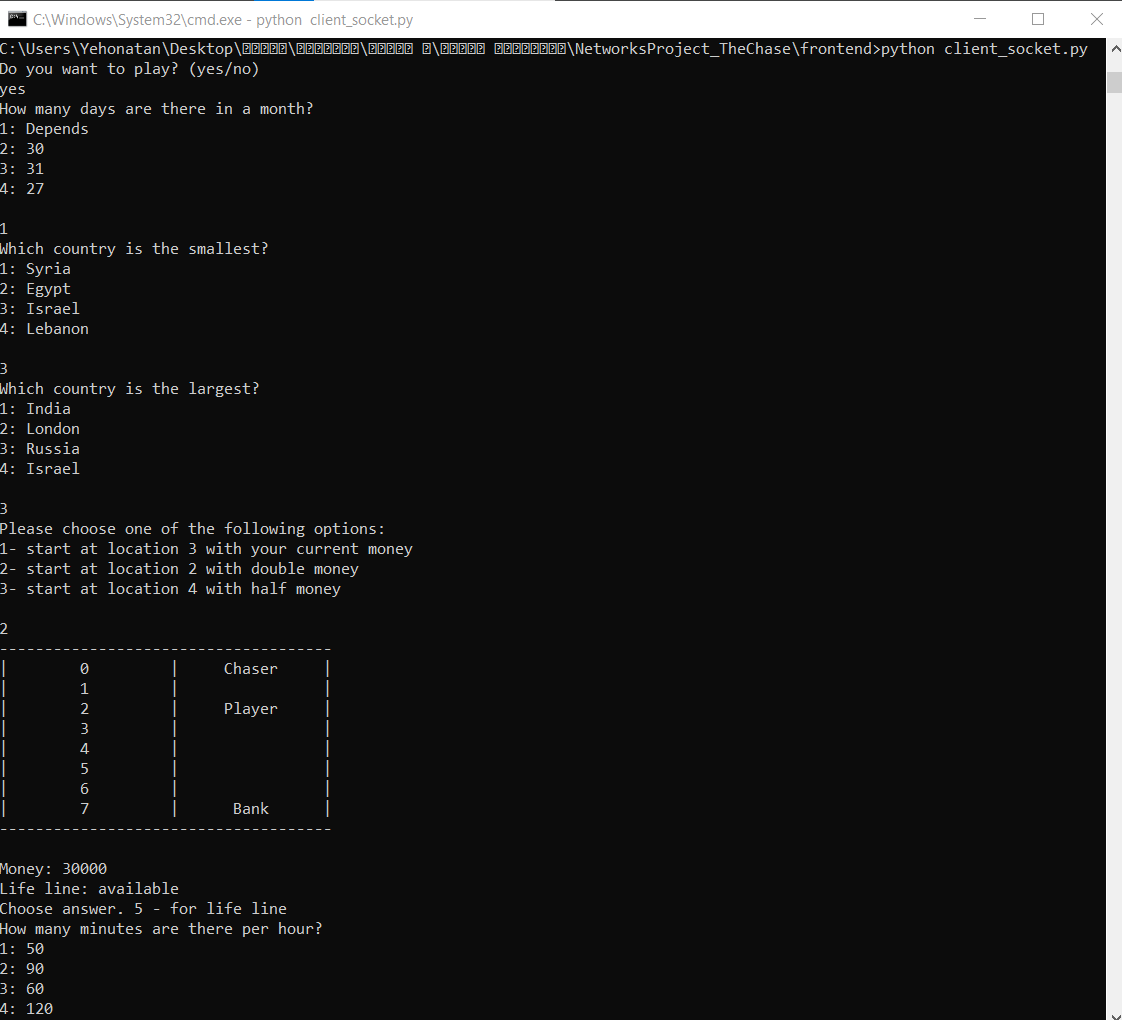 C:\Windows\System32\cmd.exe - python  client_socket.py
C:\Users\Yehonatan\Desktop\ \NetworksProject_TheChase\frontend>python client_socket.py
Do you want to play? (yes/no)
yes
How many days are there in a month?
1: Depends
2: 30
3: 31
4: 27
1
Which country is the smallest?
1: Syria
2: Egypt
3: Israel
4: Lebanon
3
Which country is the largest?
1: India
2: London
3: Russia
4: Israel
3
Please choose one of the following options:
1- start at location 3 with your current money
2- start at location 2 with double money
3- start at location 4 with half money
2
-------------------------------------
|        0         |     Chaser     |
|        1         |                |
|        2         |     Player     |
|        3         |                |
|        4         |                |
|        5         |                |
|        6         |                |
|        7         |      Bank      |
-------------------------------------
Money: 30000
Life line: available
Choose answer. 5 - for life line
How many minutes are there per hour?
1: 50
2: 90
3: 60
4: 120